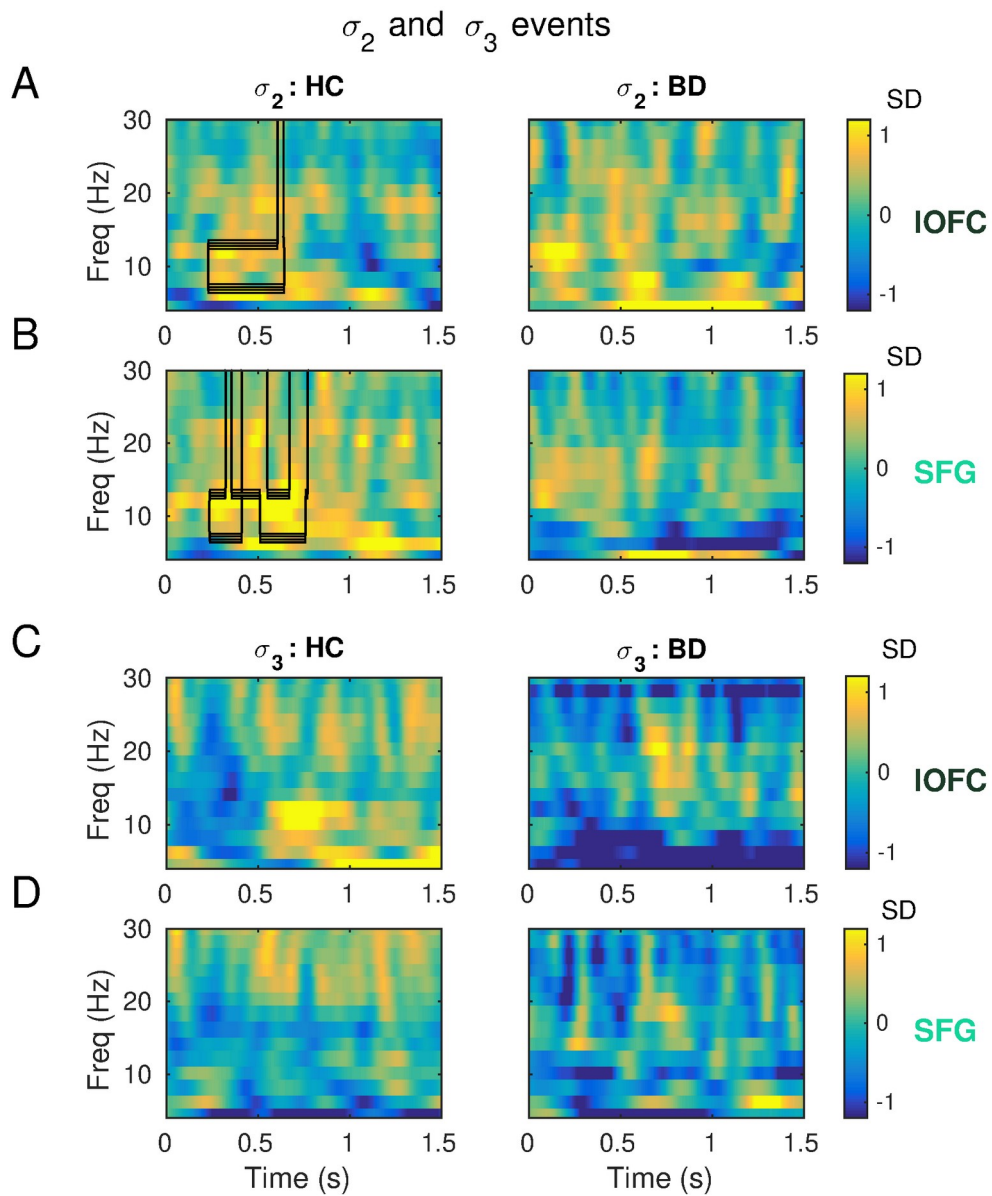 σ2 and σ3 events
A
σ2 : HC
σ2 : BD
SD
Freq (Hz)
30
20
10
0 0.5 1 1.5
0 0.5 1 1.5
1
0
-1
lOFC
B
SD
Freq (Hz)
30
20
10
0 0.5 1 1.5
0 0.5 1 1.5
1
0
-1
SFG
C
σ3 : HC
σ3 : BD
SD
Freq (Hz)
30
20
10
0 0.5 1 1.5
0 0.5 1 1.5
1
0
-1
lOFC
D
SD
Freq (Hz)
30
20
10
0 0.5 1 1.5
0 0.5 1 1.5
1
0
-1
SFG
Time (s)
Time (s)